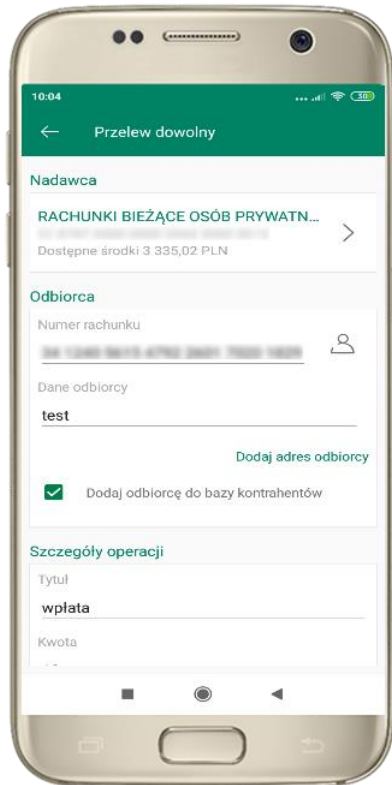 10:04
Przelew dowolny
Nadawca
RACHUNKI BIEŻĄCE OSÓB PRYWATN...
Dostępne środki 3 335,02 PLN
Odbiorca
Numer rachunku
Dane odbiorcy
test
Dodaj adres odbiorcy
Dodaj odbiorcę do bazy kontrahentów
Szczegóły operacji
Tytuł
wpłata
Kwota